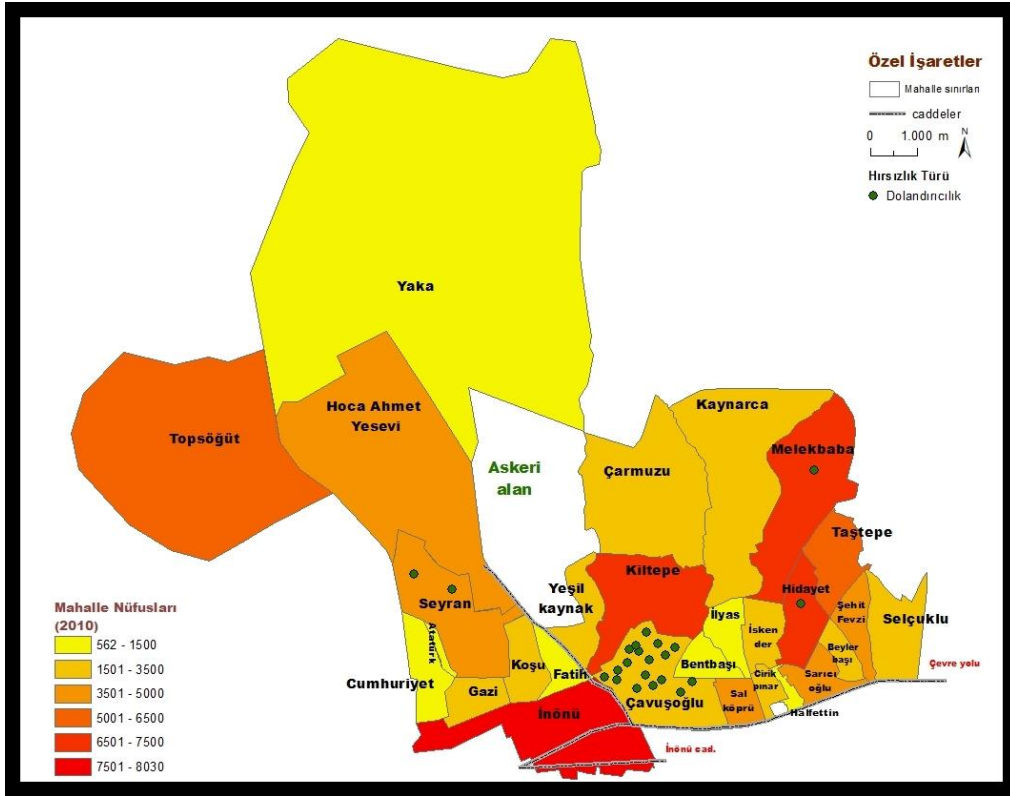 Özel İşaretler
Mahalle sınırları
caddeler
0 1.000 m N
Hırsızlık Türü
Dolandırıcılık
Yaka
Hoca Ahmet
Yesevi
Topsöğüt
Askeri
alan
Kaynarca
Çarmuzu
Melekbaba
Taştepe
Kiltepe
Yeşil
kaynak
Hidayet
Seyran
İlyas
Şehit
Fevzi
Selçuklu
Atatürk
İsken
der
Beyler
başı
Koşu
Fatih
Bentbaşı
Çirik
pınar
Sarıcı
oğlu
Cumhuriyet
Gazi
Çavuşoğlu
Sal
köprü
Halfettin
İnönü
Çevre yolu
İnönü cad.
Mahalle Nüfusları
(2010)
562 - 1500
1501 - 3500
3501 - 5000
5001 - 6500
6501 - 7500
7501 - 8030